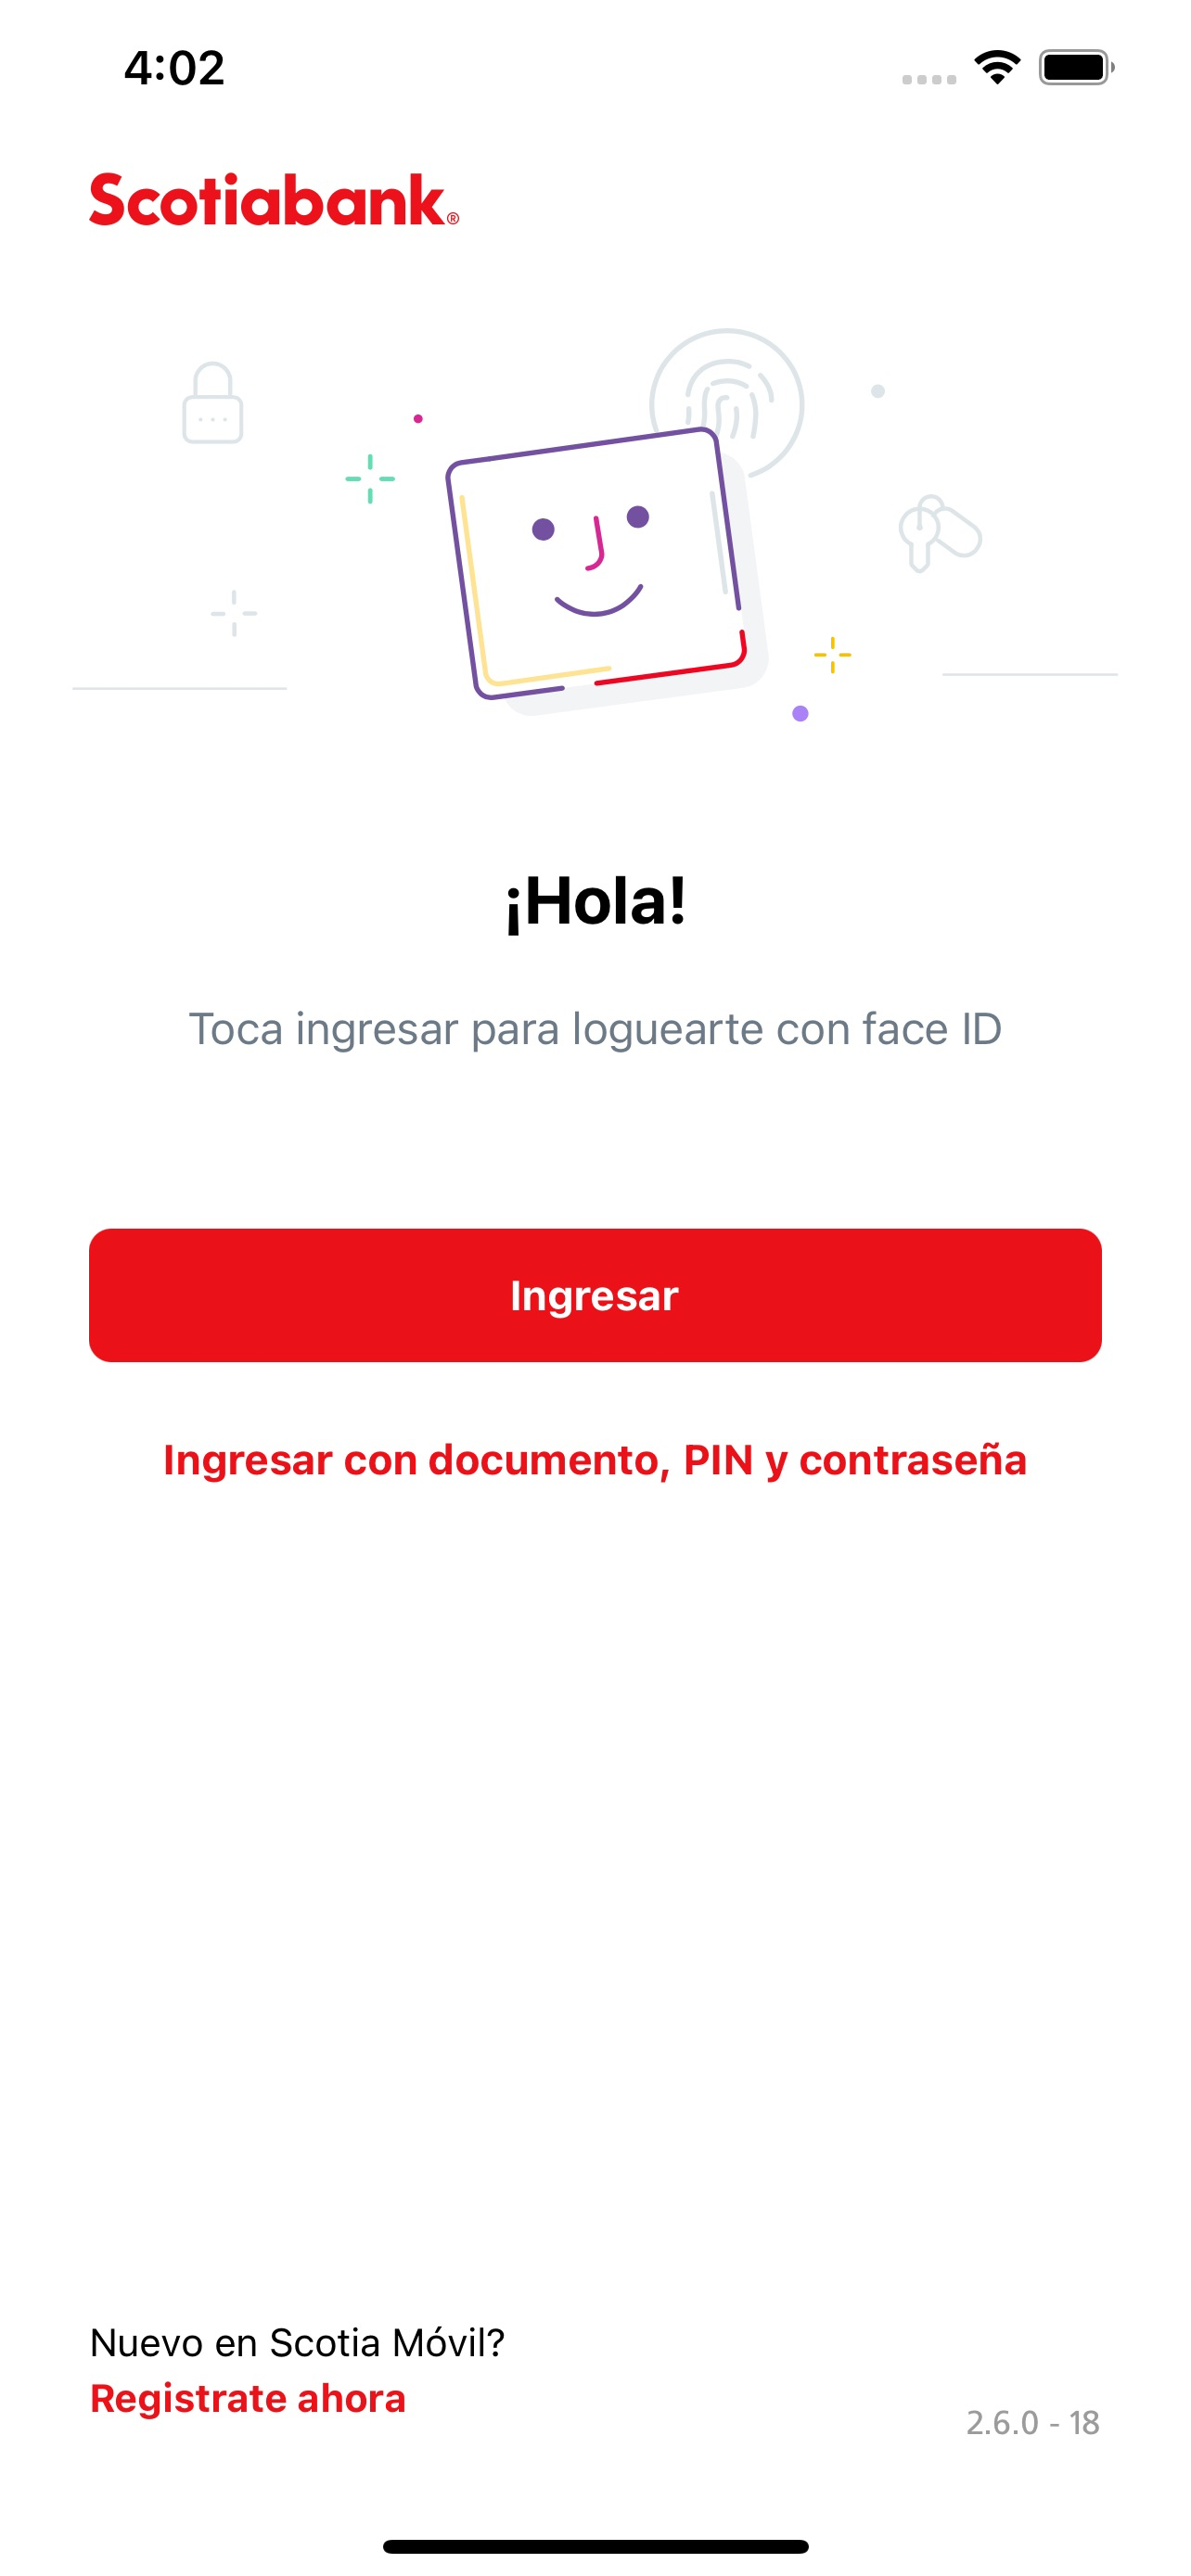 4:02
Scotiabank®
¡Hola!
Toca ingresar para loguearte con face ID
Ingresar
Ingresar con documento, PIN y contraseña
Nuevo en Scotia Móvil?
Registrate ahora
2.6.0 - 18